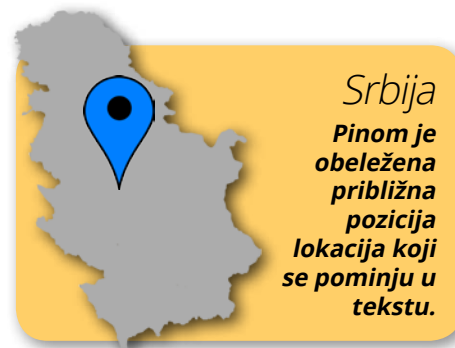 Srbija
Pinom je
obeležena
približna
pozicija
lokacija koji
se pominju u
tekstu.